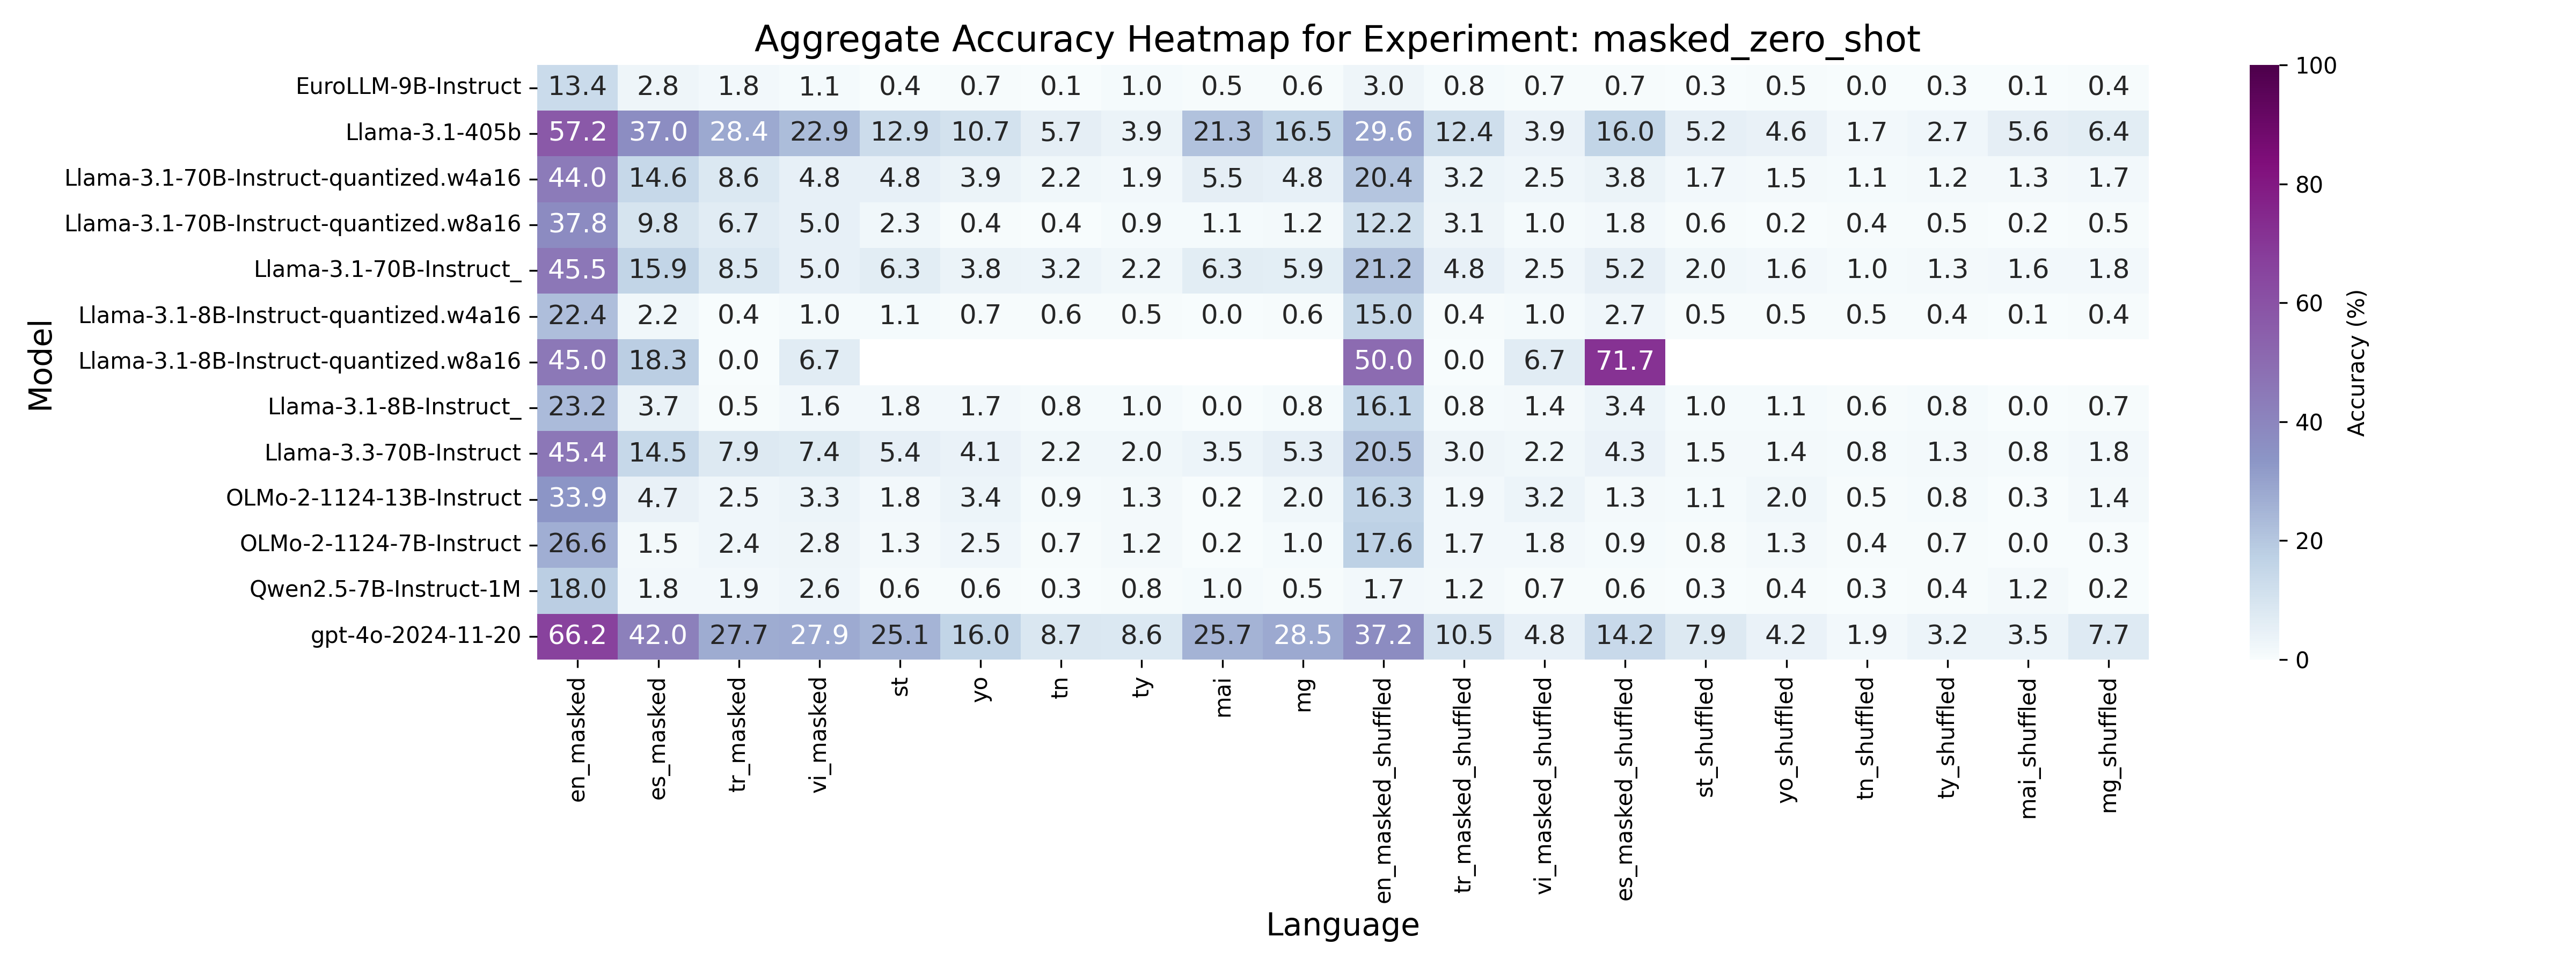 Aggregate Accuracy Heatmap for Experiment: masked_zero_shot
Model
EuroLLM-9B-Instruct 13.4 2.8 1.8 1.1 0.4 0.7 0.1 1.0 0.5 0.6 3.0 0.8 0.7 0.7 0.3 0.5 0.0 0.3 0.1 0.4
Llama-3.1-405b 57.2 37.0 28.4 22.9 12.9 10.7 5.7 3.9 21.3 16.5 29.6 12.4 3.9 16.0 5.2 4.6 1.7 2.7 5.6 6.4
Llama-3.1-70B-Instruct-quantized.w4a16 44.0 14.6 8.6 4.8 4.8 3.9 2.2 1.9 5.5 4.8 20.4 3.2 2.5 3.8 1.7 1.5 1.1 1.2 1.3 1.7
Llama-3.1-70B-Instruct-quantized.w8a16 37.8 9.8 6.7 5.0 2.3 0.4 0.4 0.9 1.1 1.2 12.2 3.1 1.0 1.8 0.6 0.2 0.4 0.5 0.2 0.5
Llama-3.1-70B-Instruct_ 45.5 15.9 8.5 5.0 6.3 3.8 3.2 2.2 6.3 5.9 21.2 4.8 2.5 5.2 2.0 1.6 1.0 1.3 1.6 1.8
Llama-3.1-8B-Instruct-quantized.w4a16 22.4 2.2 0.4 1.0 1.1 0.7 0.6 0.5 0.0 0.6 15.0 0.4 1.0 2.7 0.5 0.5 0.5 0.4 0.1 0.4
Llama-3.1-8B-Instruct-quantized.w8a16 45.0 18.3 0.0 6.7 50.0 0.0 6.7 71.7
Llama-3.1-8B-Instruct_ 23.2 3.7 0.5 1.6 1.8 1.7 0.8 1.0 0.0 0.8 16.1 0.8 1.4 3.4 1.0 1.1 0.6 0.8 0.0 0.7
Llama-3.3-70B-Instruct 45.4 14.5 7.9 7.4 5.4 4.1 2.2 2.0 3.5 5.3 20.5 3.0 2.2 4.3 1.5 1.4 0.8 1.3 0.8 1.8
OLMo-2-1124-13B-Instruct 33.9 4.7 2.5 3.3 1.8 3.4 0.9 1.3 0.2 2.0 16.3 1.9 3.2 1.3 1.1 2.0 0.5 0.8 0.3 1.4
OLMo-2-1124-7B-Instruct 26.6 1.5 2.4 2.8 1.3 2.5 0.7 1.2 0.2 1.0 17.6 1.7 1.8 0.9 0.8 1.3 0.4 0.7 0.0 0.3
Qwen2.5-7B-Instruct-1M 18.0 1.8 1.9 2.6 0.6 0.6 0.3 0.8 1.0 0.5 1.7 1.2 0.7 0.6 0.3 0.4 0.3 0.4 1.2 0.2
gpt-4o-2024-11-20 66.2 42.0 27.7 27.9 25.1 16.0 8.7 8.6 25.7 28.5 37.2 10.5 4.8 14.2 7.9 4.2 1.9 3.2 3.5 7.7
en_masked es_masked tr_masked vi_masked st yo tn ty mai mg en_masked_shuffled tr_masked_shuffled vi_masked_shuffled es_masked_shuffled st_shuffled yo_shuffled tn_shuffled ty_shuffled mai_shuffled mg_shuffled
Language
100
80
60
40
20
0
Accuracy (%)